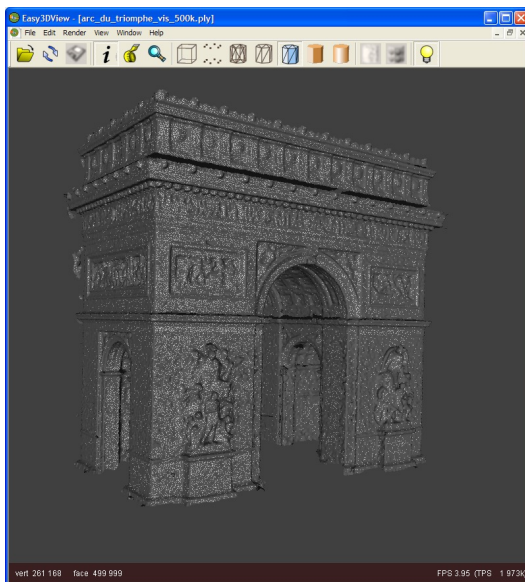 Easy3DView - [arc_du_triomphe_vis_500k.ply]
File Edit Render View Window Help
vert 261 168 face 499 999 FPS 3.95 (TPS 1 973k